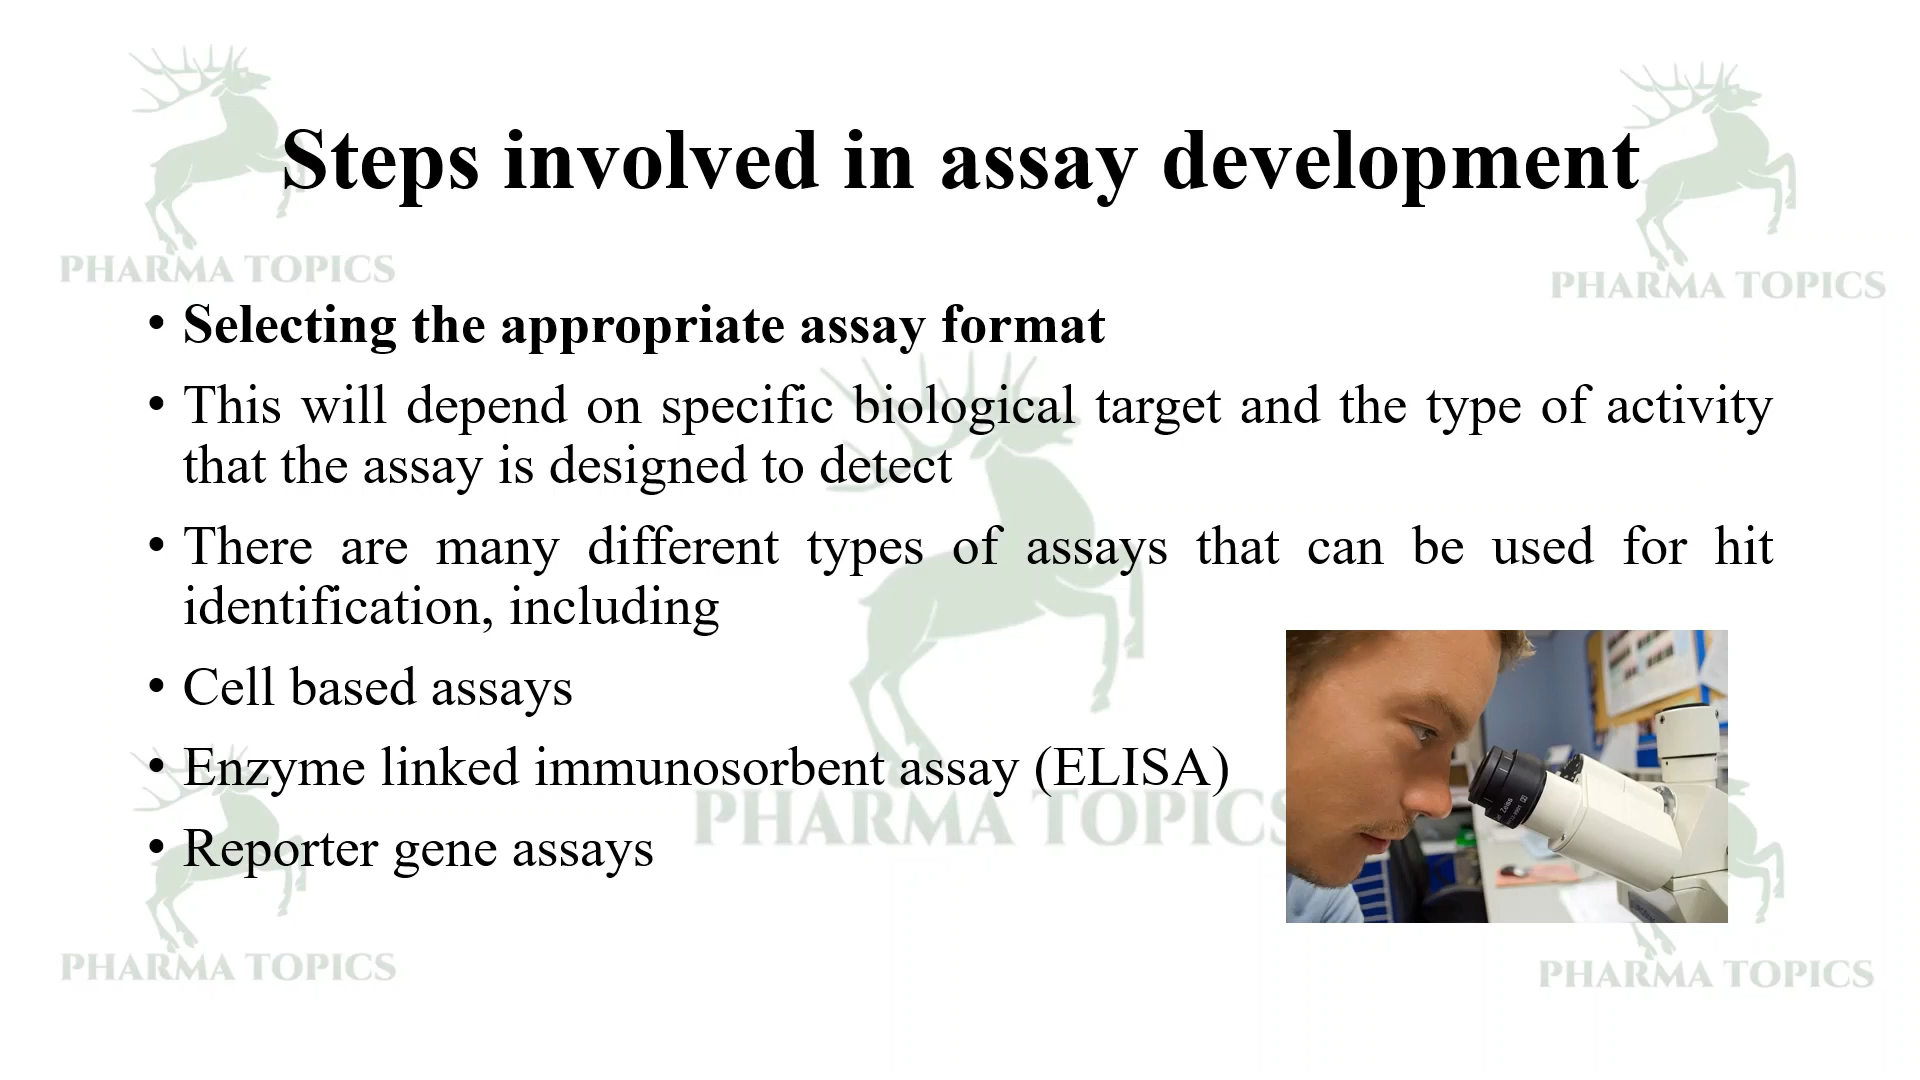 Steps involved in assay development
PHARMA TOPICS
PHARMA TOPICS
• Selecting the appropriate assay format
• This will depend on specific biological target and the type of activity
that the assay is designed to detect
• There are many different types of assays that can be used for hit
identification, including
• Cell based assays
• Enzyme linked immunosorbent assay (ELISA)
PHARMA TOPICS
• Reporter gene assays
Zeiss
PHARMA TOPICS
PHARMA TOPICS